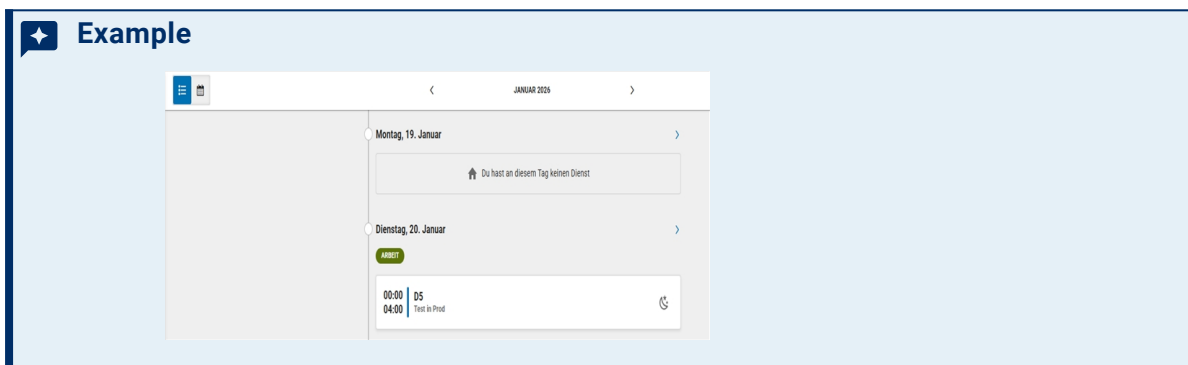 Example
JANUAR 2026
Montag, 19. Januar
Du hast an diesem Tag keinen Dienst
Dienstag, 20. Januar
ARBEIT
00:00 D5
04:00 Test in Prod